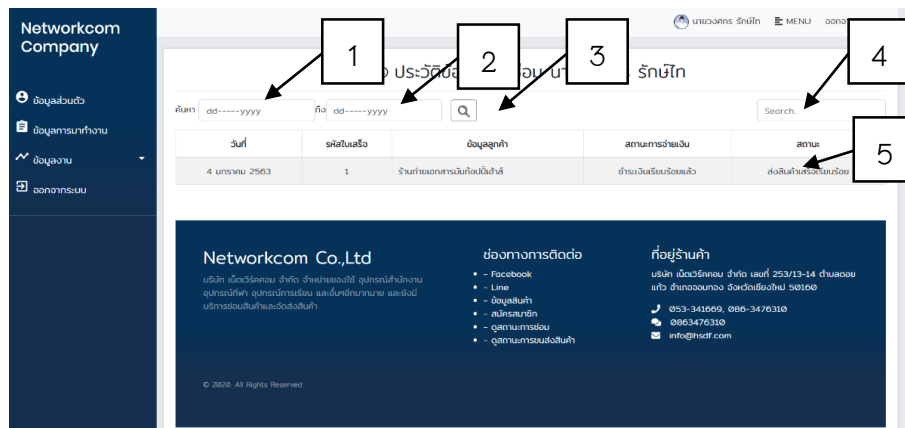 Networkcom
Company
นายวงศกร รักษ์ไท MENU
1
2
3
4
5
ประวัติ
รักษ์ไท
ข้อมูลส่วนตัว
ข้อมูลการมาทำงาน
ข้อมูลงาน
ออกจากระบบ
ค้นหา dd-----yyyy ถึง dd-----yyyy Search..
วันที่ รหัสใบเสร็จ ข้อมูลลูกค้า สถานะการจ่ายเงิน สถานะ
4 มกราคม 2563 1 ร้านถ่ายเอกสารมันก๊อปปี้เฮ้าส์ ชำระเงินเรียบร้อยแล้ว ส่งสินค้าเสร็จเรียบร้อย
Networkcom Co.,Ltd
บริษัท เน็ตเวิร์คคอม จำกัด จำหน่ายของใช้ อุปกรณ์สำนักงาน
อุปกรณ์กีฬา อุปกรณ์การเรียน และอื่นๆอีกมากมาย และยังมี
บริการซ่อมสินค้าและจัดส่งสินค้า
ช่องทางการติดต่อ
- Facebook
- Line
- ข้อมูลสินค้า
- สมัครสมาชิก
- ดูสถานะการซ่อม
- ดูสถานะการขนส่งสินค้า
ที่อยู่ร้านค้า
บริษัท เน็ตเวิร์คคอม จำกัด เลขที่ 253/13-14 ตำบลดอย
แก้ว อำเภอจอมทอง จังหวัดเชียงใหม่ 50160
053-341669, 086-3476310
0863476310
info@hsdf.com
© 2020. All Rights Reserved.